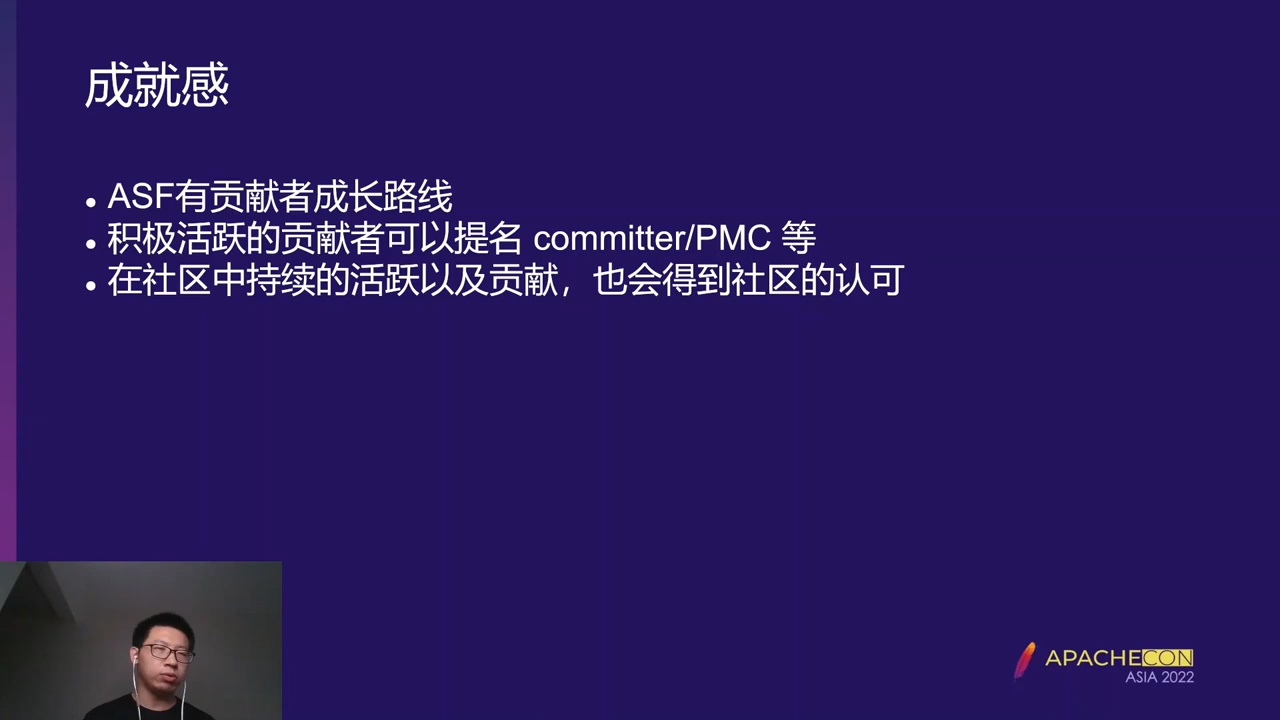 成就感
ASF有贡献者成长路线
积极活跃的贡献者可以提名 committer/PMC 等
在社区中持续的活跃以及贡献，也会得到社区的认可
APACHECON
ASIA 2022